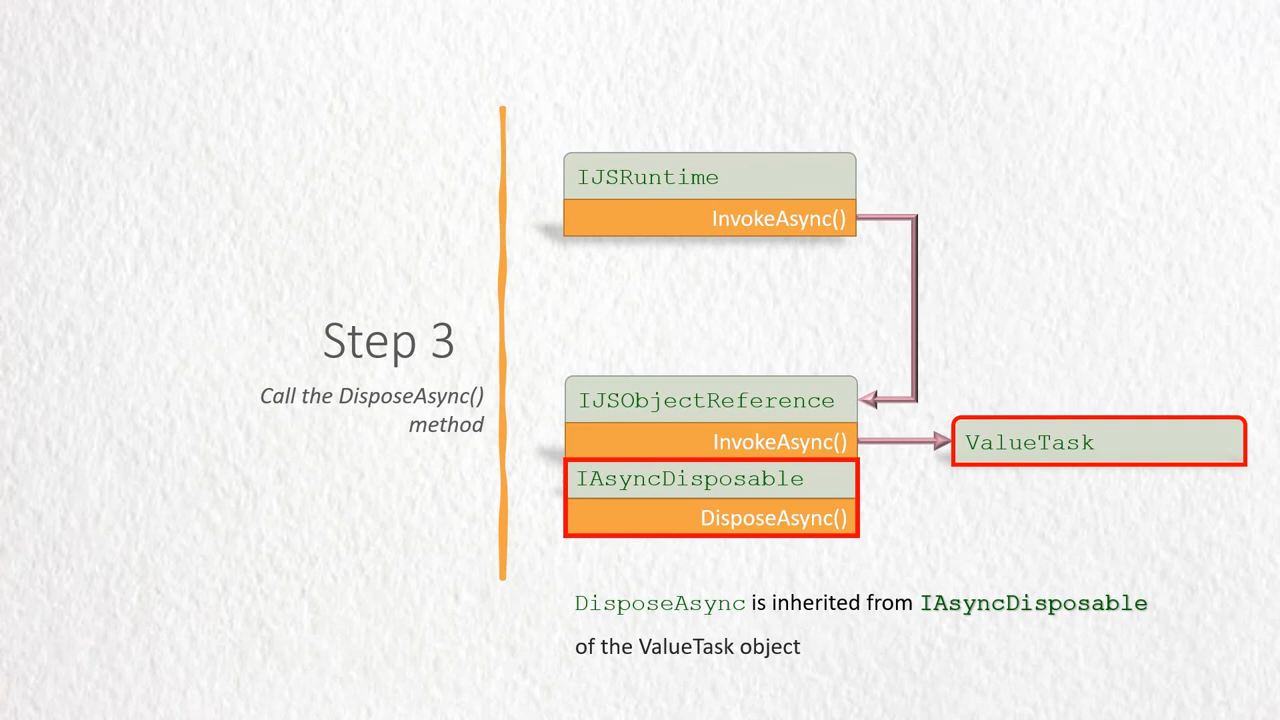 Step 3
Call the DisposeAsync()
method
IJSRuntime
InvokeAsync()
IJSObjectReference
InvokeAsync()
ValueTask
IAsyncDisposable
DisposeAsync()
DisposeAsync is inherited from IAsyncDisposable
of the ValueTask object